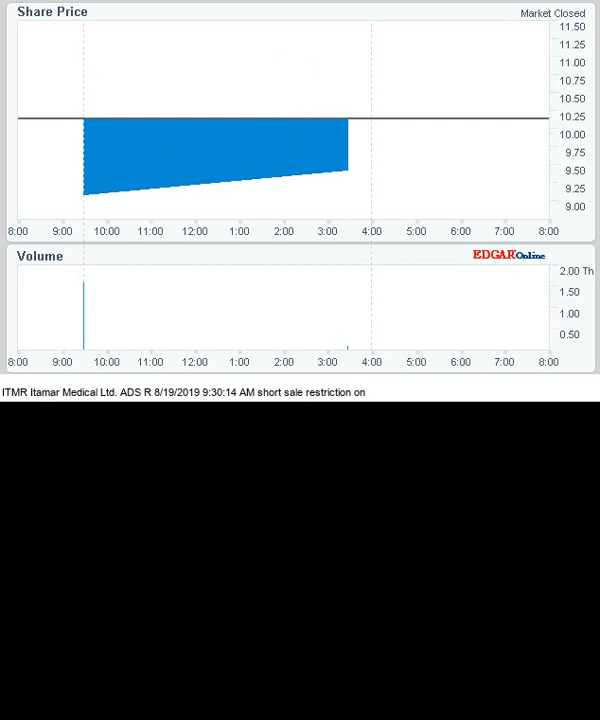 Share Price
Market Closed
11.50
11.25
11.00
10.75
10.50
10.25
10.00
9.75
9.50
9.25
9.00
8:00 9:00 10:00 11:00 12:00 1:00 2:00 3:00 4:00 5:00 6:00 7:00 8:00
Volume
EDGAR Online
2.00 Th
1.50
1.00
0.50
8:00 9:00 10:00 11:00 12:00 1:00 2:00 3:00 4:00 5:00 6:00 7:00 8:00
ITMR Itamar Medical Ltd. ADS R 8/19/2019 9:30:14 AM short sale restriction on